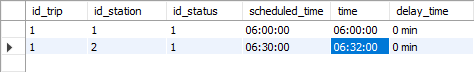 id_trip id_station id_status scheduled_time time delay_time
1 1 1 06:00:00 06:00:00 0 min
1 2 1 06:30:00 06:32:00 0 min